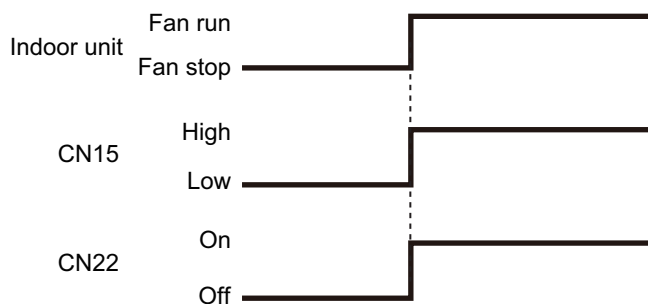 Fan run
Indoor unit
Fan stop
High
CN15
Low
On
CN22
Off